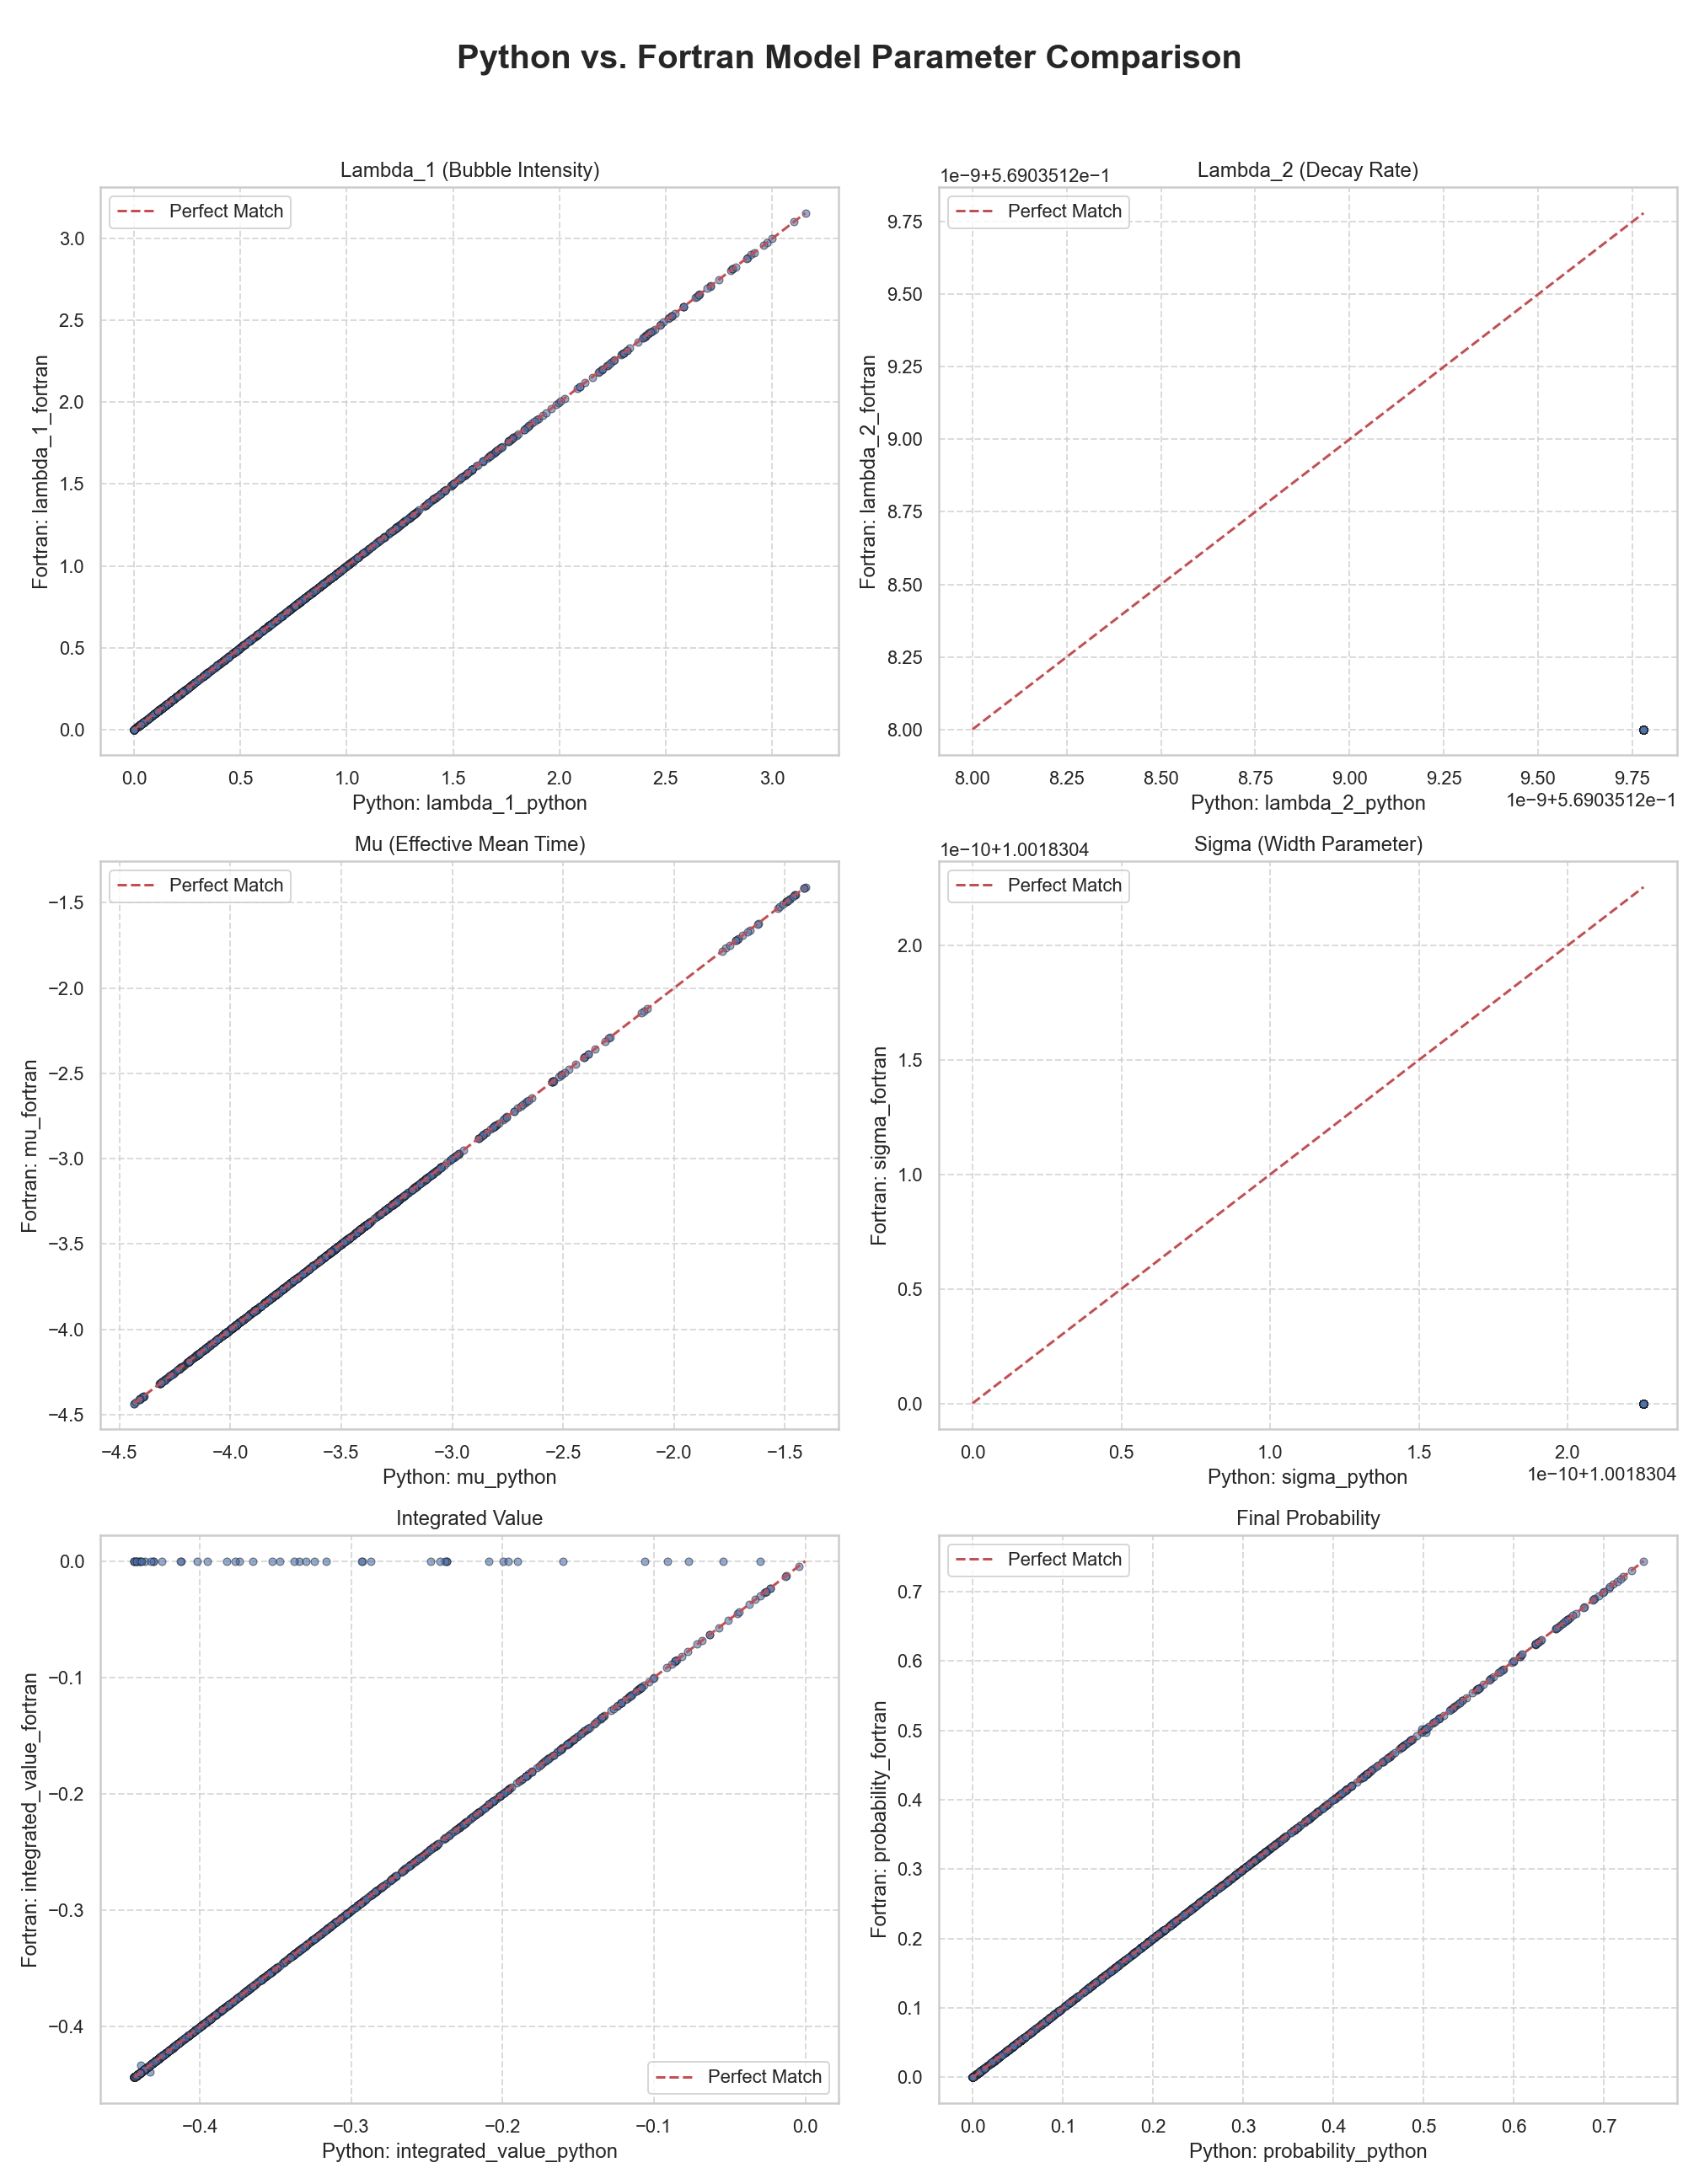 Python vs. Fortran Model Parameter Comparison
Lambda_1 (Bubble Intensity)
Perfect Match
3.0
2.5
2.0
1.5
1.0
0.5
0.0
Fortran: lambda_1_fortran
0.0 0.5 1.0 1.5 2.0 2.5 3.0
Python: lambda_1_python
Lambda_2 (Decay Rate)
1e−9+5.6903512e−1
Perfect Match
9.75
9.50
9.25
9.00
8.75
8.50
8.25
8.00
Fortran: lambda_2_fortran
8.00 8.25 8.50 8.75 9.00 9.25 9.50 9.75
1e−9+5.6903512e−1
Python: lambda_2_python
Mu (Effective Mean Time)
Perfect Match
−1.5
−2.0
−2.5
−3.0
−3.5
−4.0
−4.5
Fortran: mu_fortran
−4.5 −4.0 −3.5 −3.0 −2.5 −2.0 −1.5
Python: mu_python
Sigma (Width Parameter)
1e−10+1.0018304
Perfect Match
2.0
1.5
1.0
0.5
0.0
Fortran: sigma_fortran
0.0 0.5 1.0 1.5 2.0
1e−10+1.0018304
Python: sigma_python
Integrated Value
0.0
−0.1
−0.2
−0.3
−0.4
Fortran: integrated_value_fortran
Perfect Match
−0.4 −0.3 −0.2 −0.1 0.0
Python: integrated_value_python
Final Probability
Perfect Match
0.7
0.6
0.5
0.4
0.3
0.2
0.1
0.0
Fortran: probability_fortran
0.0 0.1 0.2 0.3 0.4 0.5 0.6 0.7
Python: probability_python